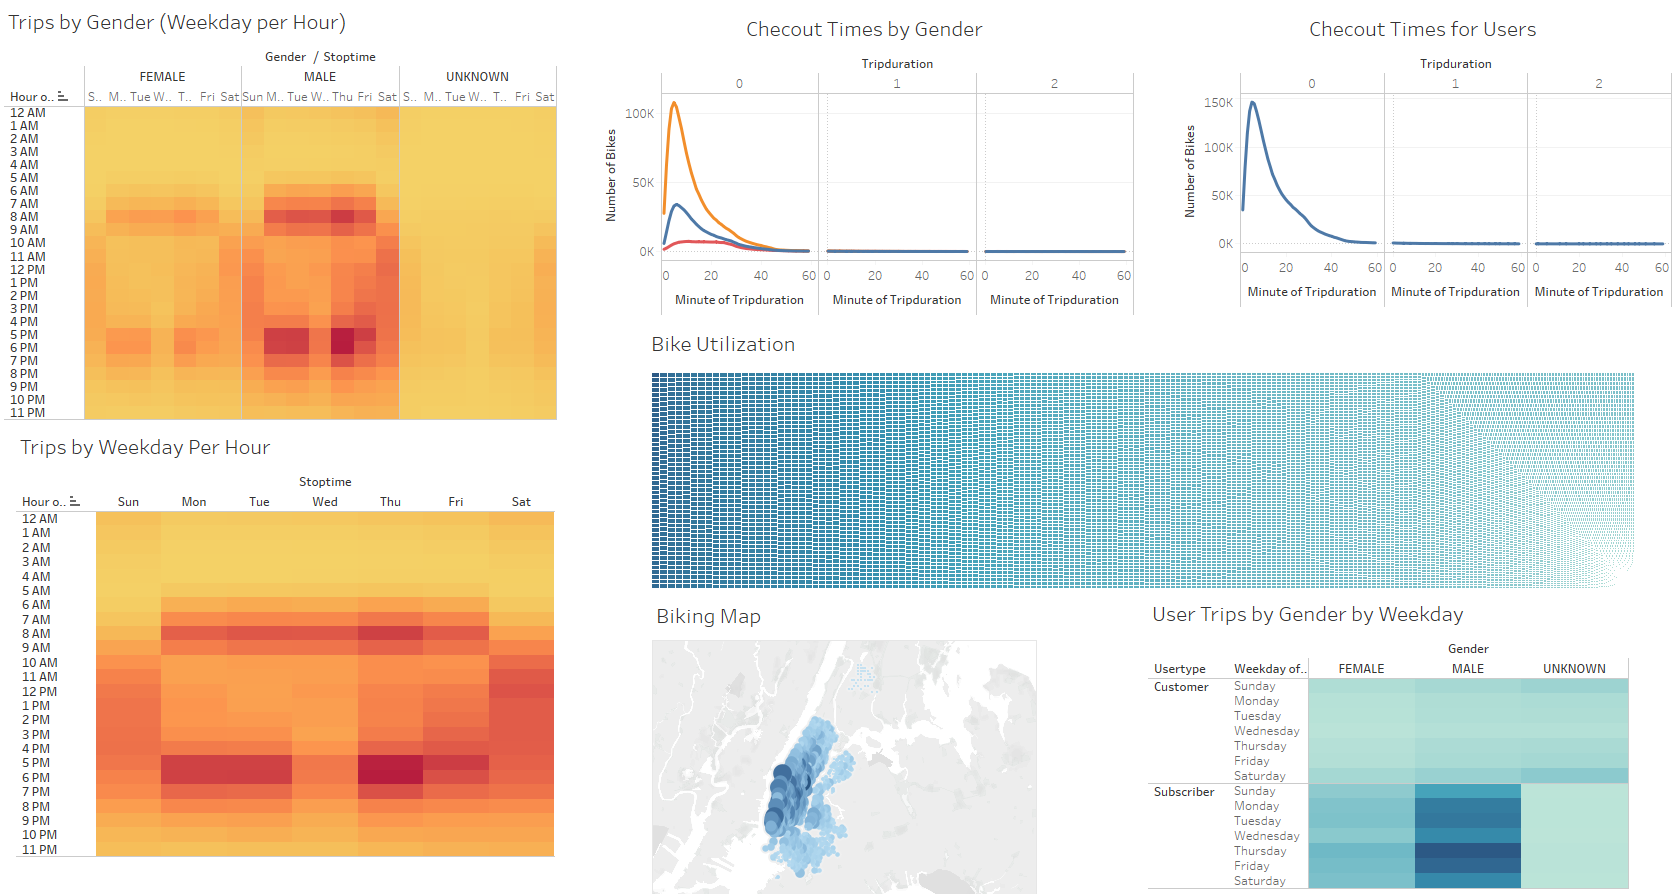 Trips by Gender (Weekday per Hour)
Gender / Stoptime
FEMALE MALE UNKNOWN
Hour o.. S.. M.. Tue W.. T.. Fri Sat Sun M.. Tue W.. Thu Fri Sat S.. M.. Tue W.. T.. Fri Sat
12 AM
1 AM
2 AM
3 AM
4 AM
5 AM
6 AM
7 AM
8 AM
9 AM
10 AM
11 AM
12 PM
1 PM
2 PM
3 PM
4 PM
5 PM
6 PM
7 PM
8 PM
9 PM
10 PM
11 PM
Trips by Weekday Per Hour
Stoptime
Hour o.. Sun Mon Tue Wed Thu Fri Sat
12 AM
1 AM
2 AM
3 AM
4 AM
5 AM
6 AM
7 AM
8 AM
9 AM
10 AM
11 AM
12 PM
1 PM
2 PM
3 PM
4 PM
5 PM
6 PM
7 PM
8 PM
9 PM
10 PM
11 PM
Checout Times by Gender
Tripduration
0 1 2
Number of Bikes
100K
50K
0K
0 20 40 60 0 20 40 60 0 20 40 60
Minute of Tripduration Minute of Tripduration Minute of Tripduration
Checout Times for Users
Tripduration
0 1 2
Number of Bikes
150K
100K
50K
0K
0 20 40 60 0 20 40 60 0 20 40 60
Minute of Tripduration Minute of Tripduration Minute of Tripduration
Bike Utilization
Biking Map
User Trips by Gender by Weekday
Gender
Usertype Weekday of.. FEMALE MALE UNKNOWN
Customer Sunday
Monday
Tuesday
Wednesday
Thursday
Friday
Saturday
Subscriber Sunday
Monday
Tuesday
Wednesday
Thursday
Friday
Saturday